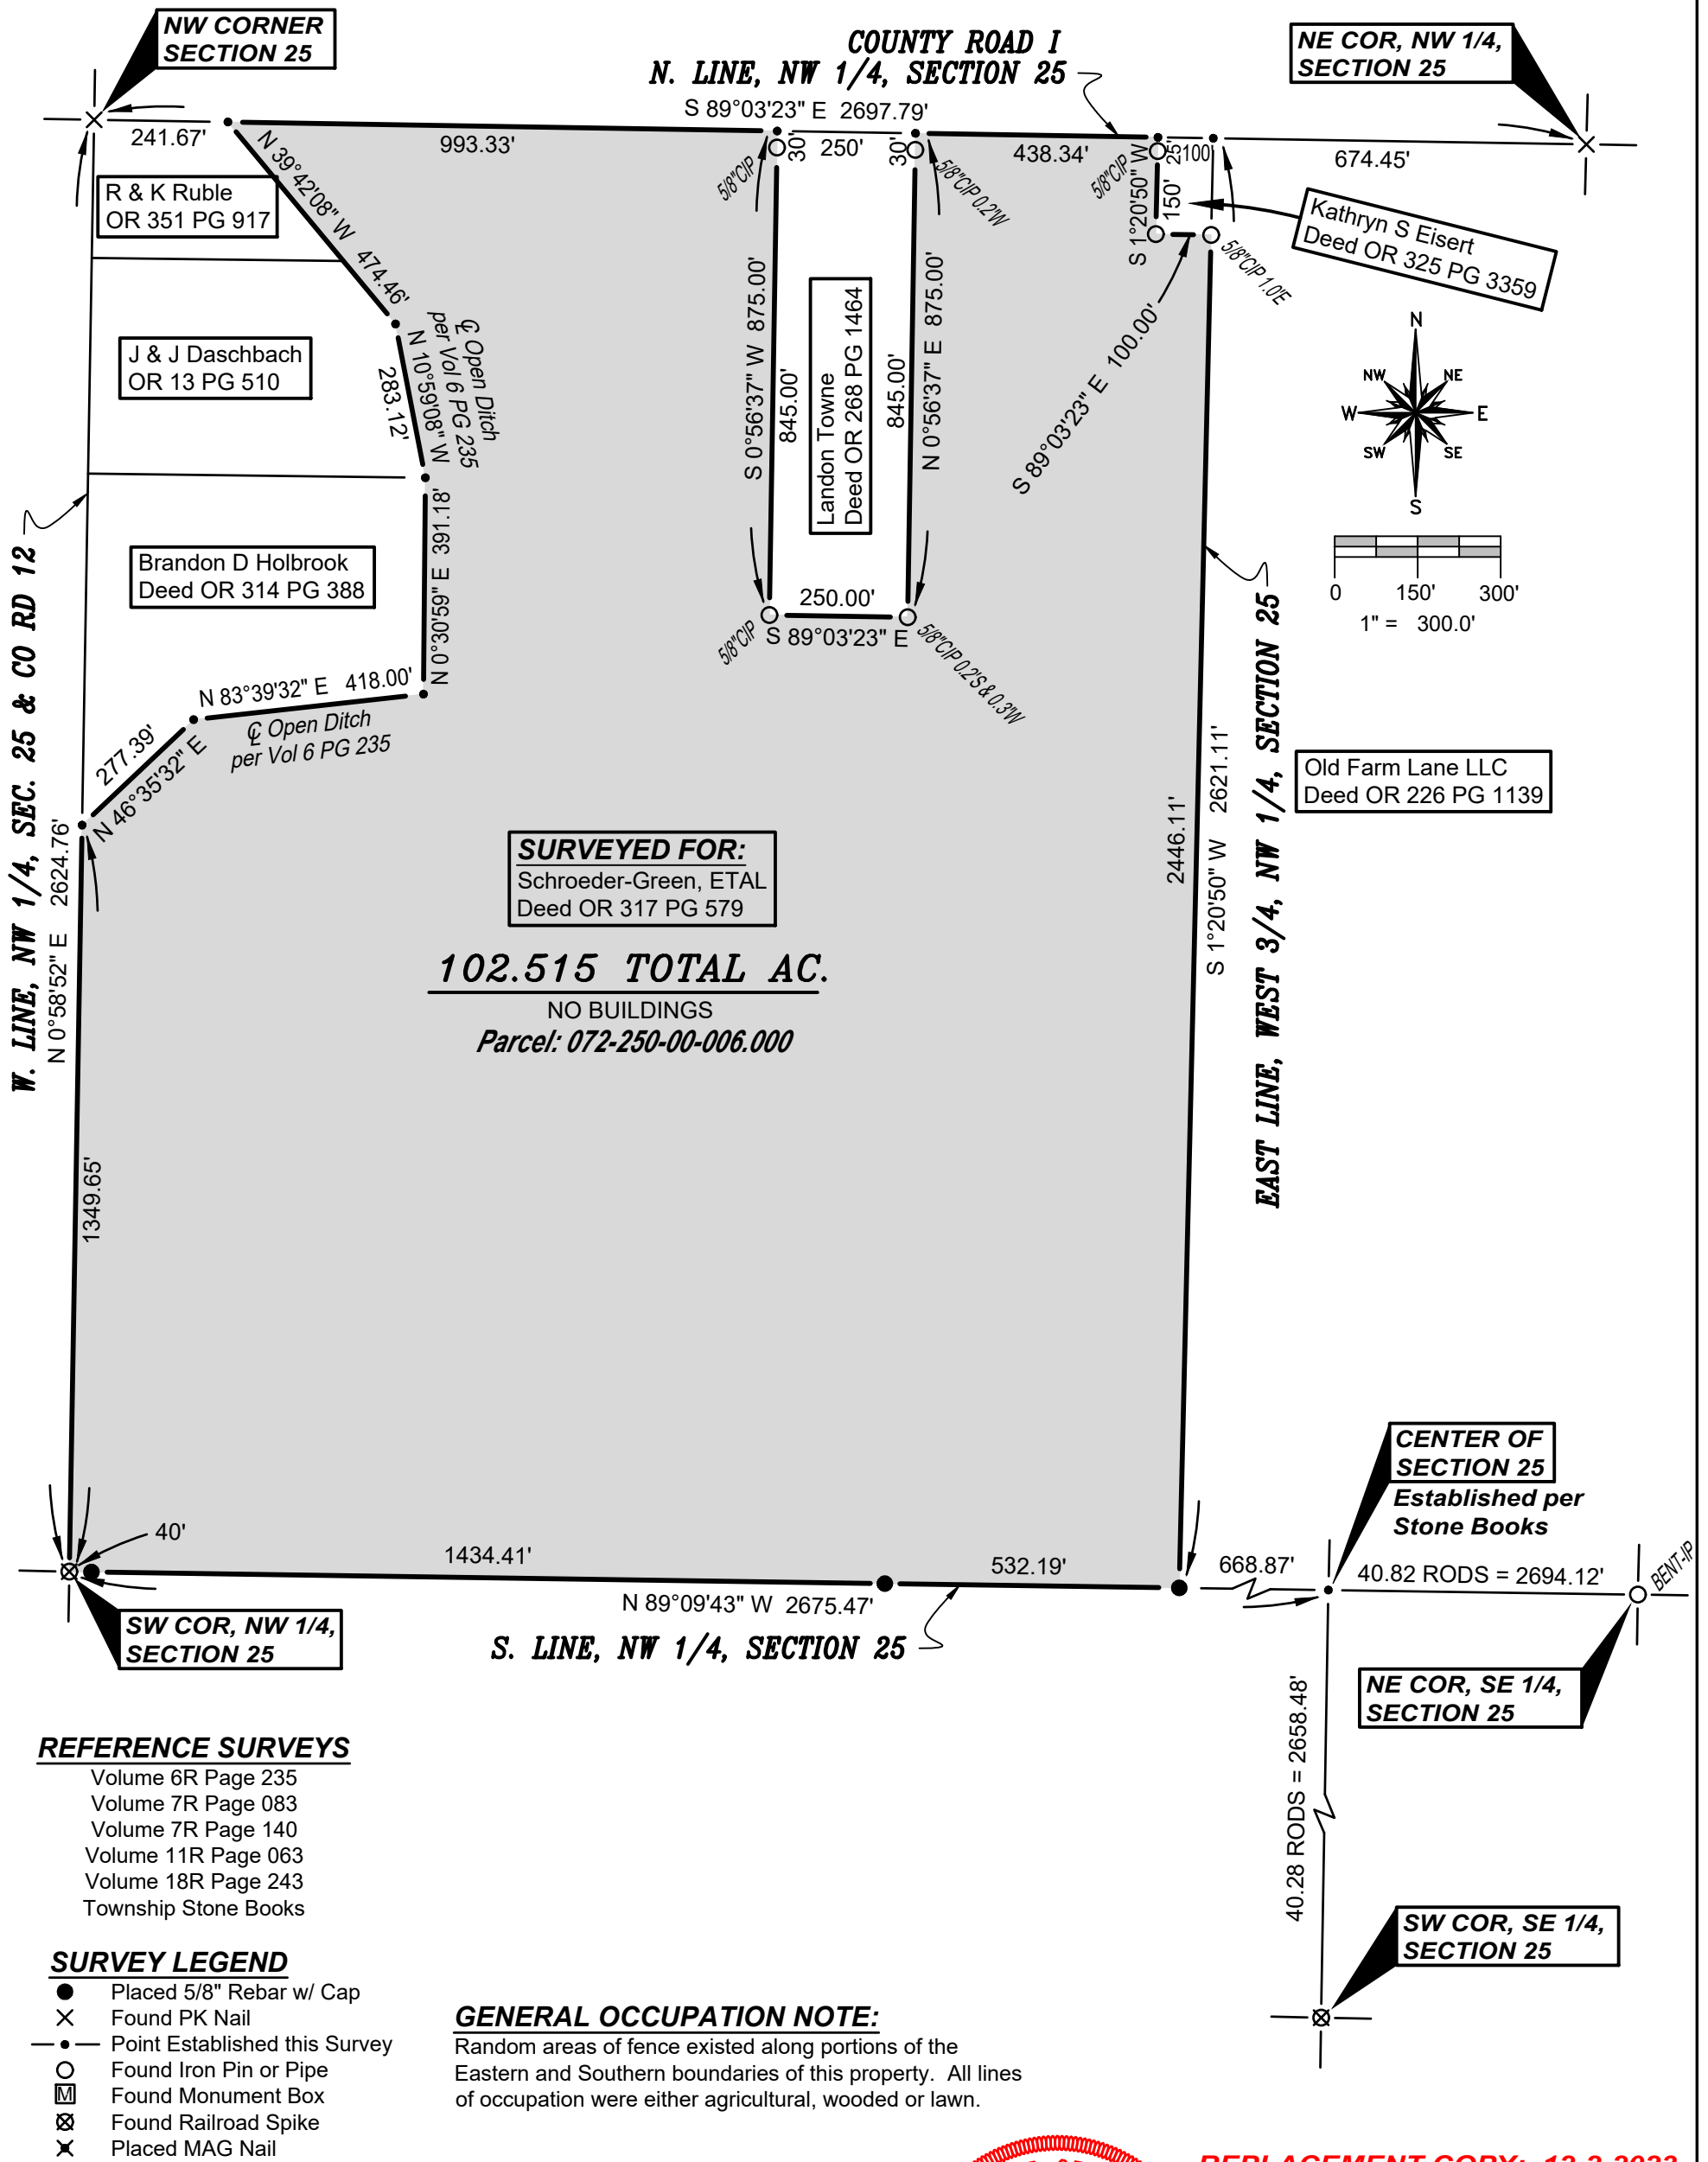 NW CORNER
SECTION 25
COUNTY ROAD I
N. LINE, NW 1/4, SECTION 25
NE COR, NW 1/4,
SECTION 25
S 89°03'23" E 2697.79'
241.67'
993.33'
30'
250'
30'
438.34'
25'
100
674.45'
N 39°42'08" W 474.46'
5/8"CIP
5/8"CIP 0.2'W
5/8"CIP
S 1°20'50" W
150'
R & K Ruble
OR 351 PG 917
Kathryn S Eisert
Deed OR 325 PG 3359
5/8"CIP 1.0'E
S 89°03'23" E 100.00'
J & J Daschbach
OR 13 PG 510
N 10°59'08" W
283.12'
℄ Open Ditch
per Vol 6 PG 235
S 0°56'37" W 875.00'
845.00'
Landon Towne
Deed OR 268 PG 1464
845.00'
N 0°56'37" E 875.00'
N
NW
NE
W
E
SW
SE
S
0 150' 300'
1" = 300.0'
Brandon D Holbrook
Deed OR 314 PG 388
N 0°30'59" E 391.18'
250.00'
S 89°03'23" E
5/8"CIP
5/8"CIP 0.2'S & 0.3'W
W. LINE, NW 1/4, SEC. 25 & CO RD 12
N 0°58'52" E 2624.76'
N 83°39'32" E 418.00'
℄ Open Ditch
per Vol 6 PG 235
277.39'
N 46°35'32" E
EAST LINE, WEST 3/4, NW 1/4, SECTION 25
S 1°20'50" W 2621.11'
2446.11'
Old Farm Lane LLC
Deed OR 226 PG 1139
SURVEYED FOR:
Schroeder-Green, ETAL
Deed OR 317 PG 579
102.515 TOTAL AC.
NO BUILDINGS
Parcel: 072-250-00-006.000
1349.65'
40'
1434.41'
532.19'
668.87'
N 89°09'43" W 2675.47'
S. LINE, NW 1/4, SECTION 25
SW COR, NW 1/4,
SECTION 25
CENTER OF
SECTION 25
Established per
Stone Books
40.82 RODS = 2694.12'
BENT-IP
NE COR, SE 1/4,
SECTION 25
40.28 RODS = 2658.48'
SW COR, SE 1/4,
SECTION 25
REFERENCE SURVEYS
Volume 6R Page 235
Volume 7R Page 083
Volume 7R Page 140
Volume 11R Page 063
Volume 18R Page 243
Township Stone Books
SURVEY LEGEND
Placed 5/8" Rebar w/ Cap
Found PK Nail
Point Established this Survey
Found Iron Pin or Pipe
M Found Monument Box
Found Railroad Spike
Placed MAG Nail
GENERAL OCCUPATION NOTE:
Random areas of fence existed along portions of the
Eastern and Southern boundaries of this property. All lines
of occupation were either agricultural, wooded or lawn.
REPLACEMENT COPY: